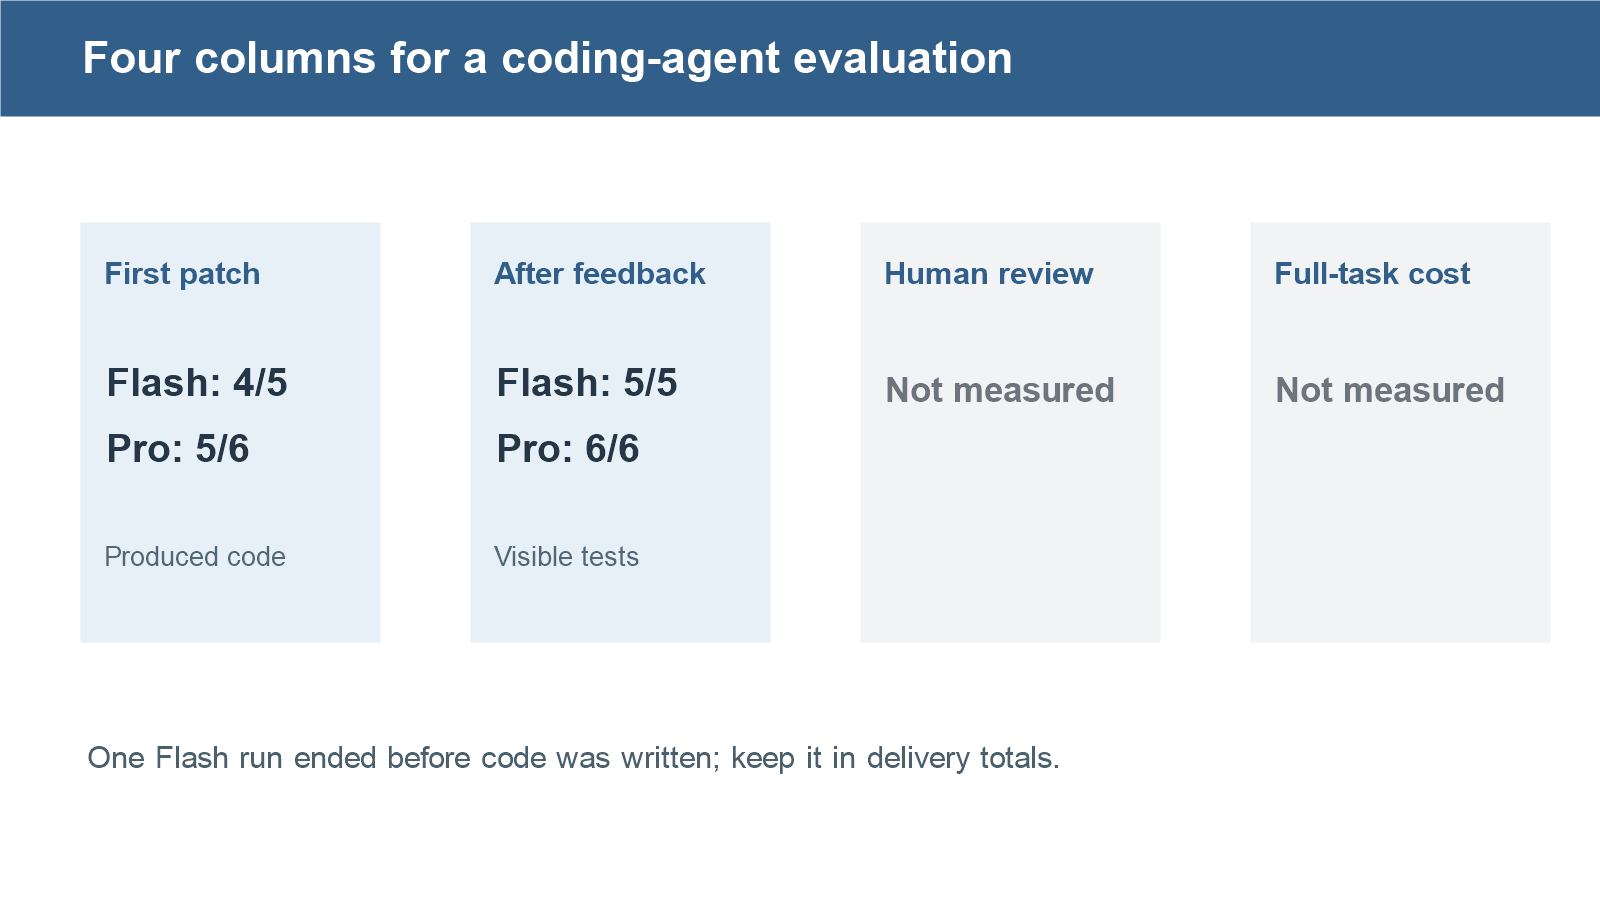 Four columns for a coding-agent evaluation
First patch
Flash: 4/5
Pro: 5/6
Produced code
After feedback
Flash: 5/5
Pro: 6/6
Visible tests
Human review
Not measured
Full-task cost
Not measured
One Flash run ended before code was written; keep it in delivery totals.